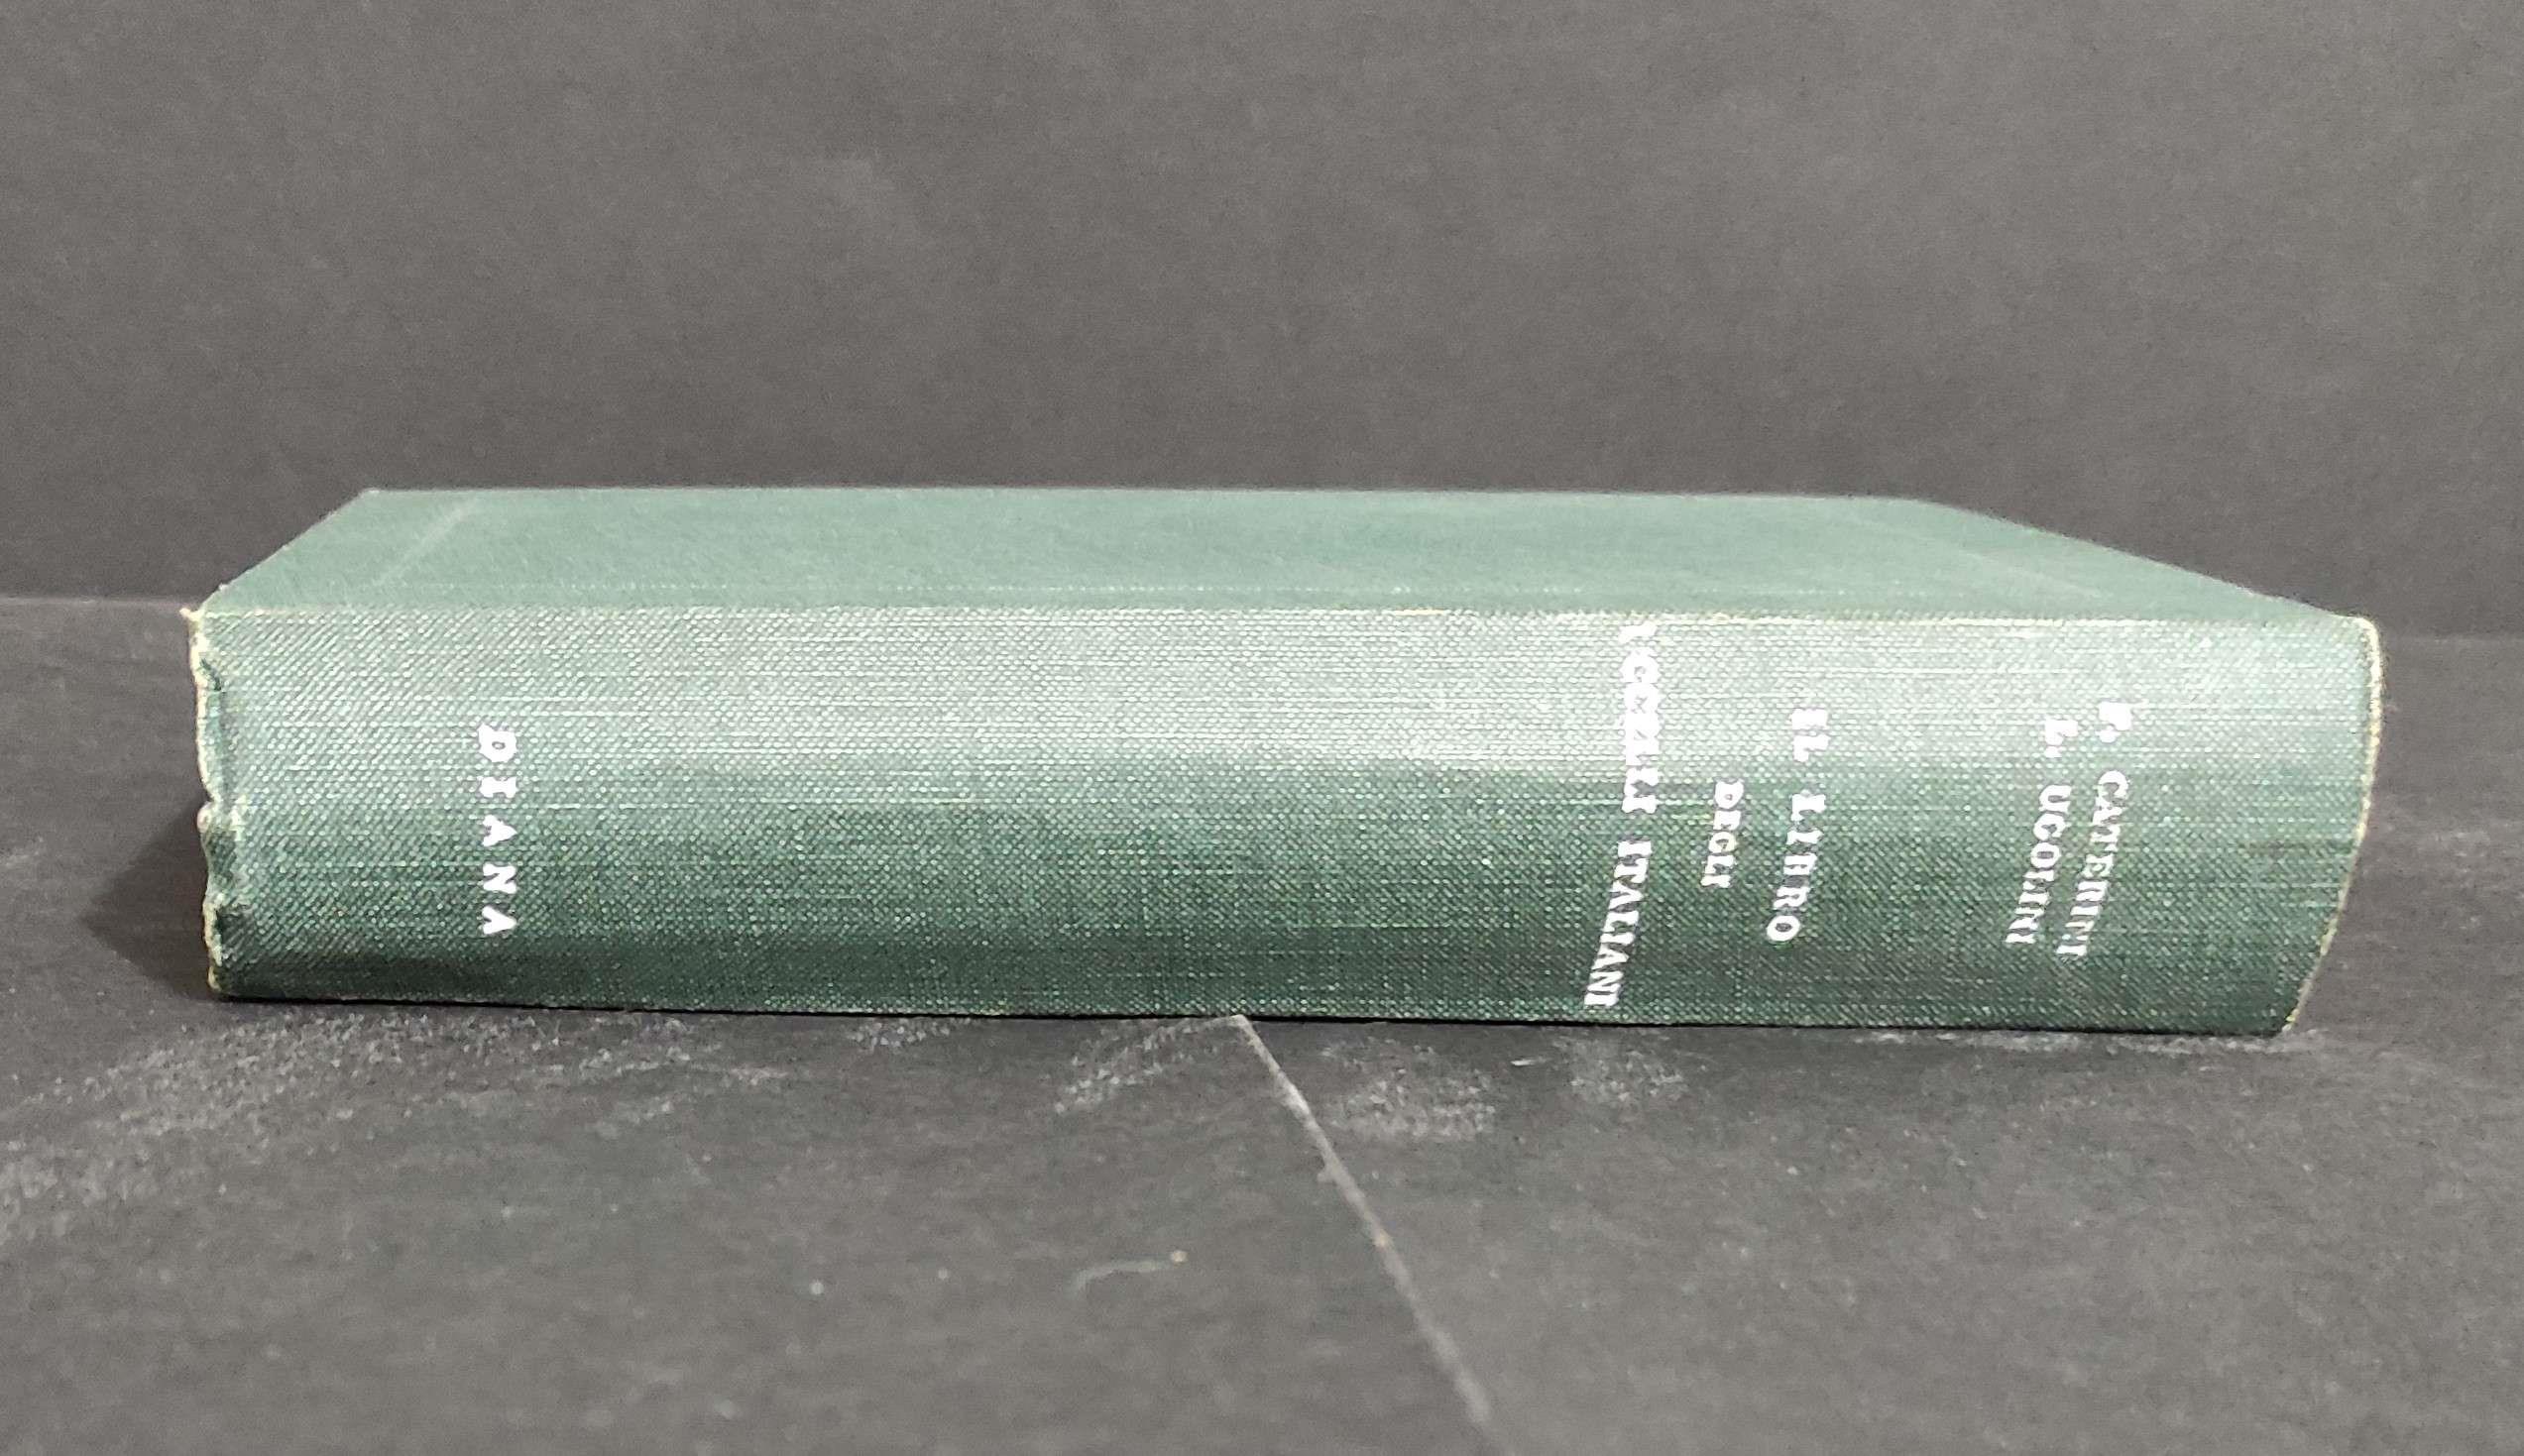 F. CATERINI
L. UGOLINI
IL LIBRO
DEGLI
UCCELLI ITALIANI
DIANA